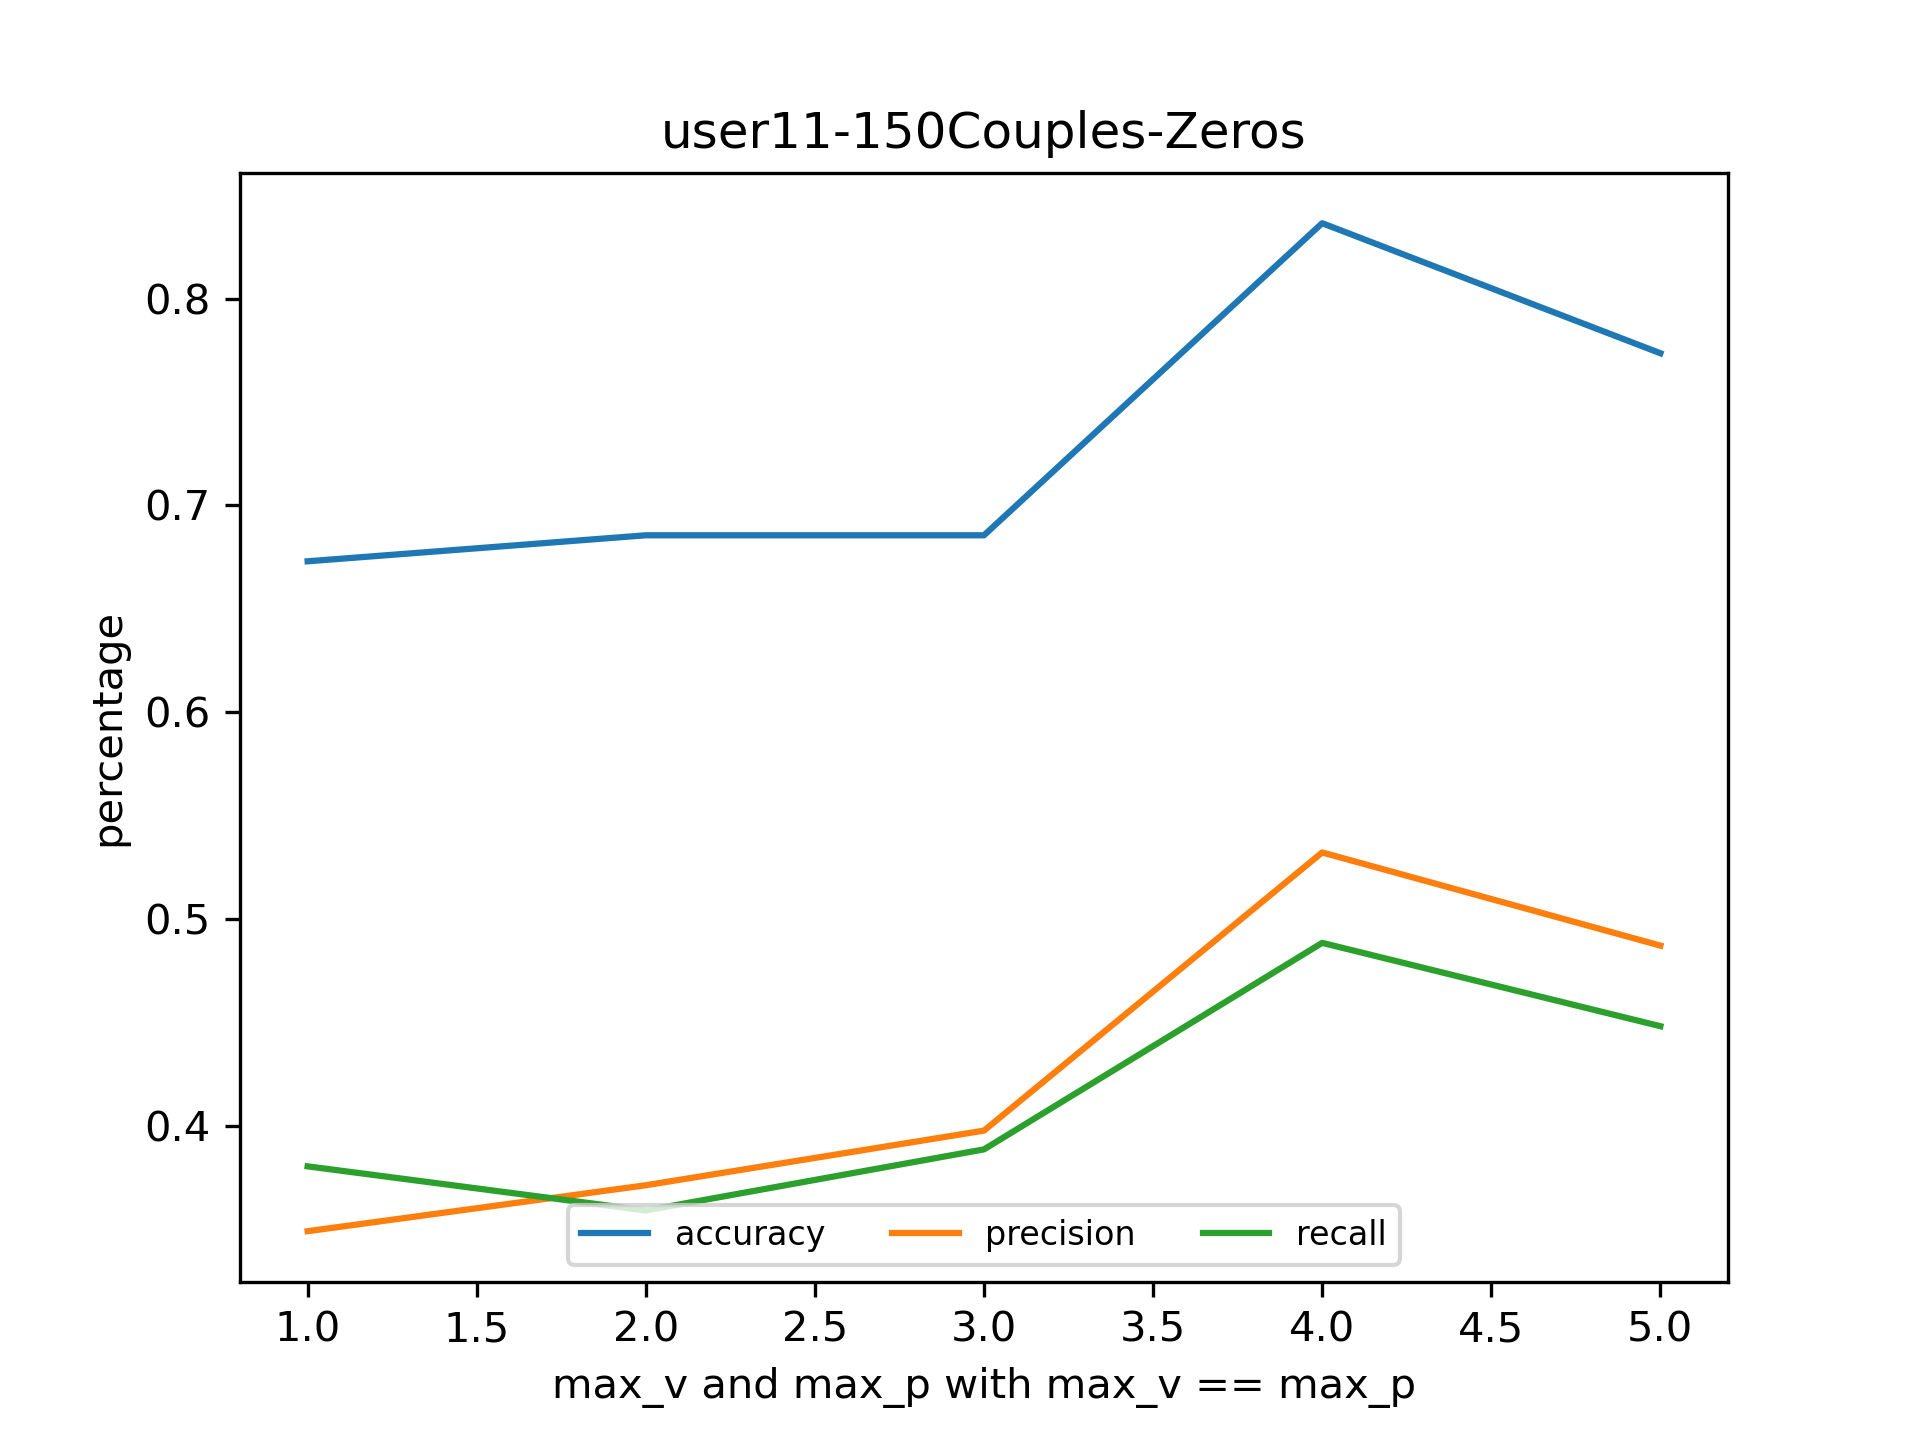 user11-150Couples-Zeros
percentage
0.8
0.7
0.6
0.5
0.4
accuracy precision recall
1.0 1.5 2.0 2.5 3.0 3.5 4.0 4.5 5.0
max_v and max_p with max_v == max_p